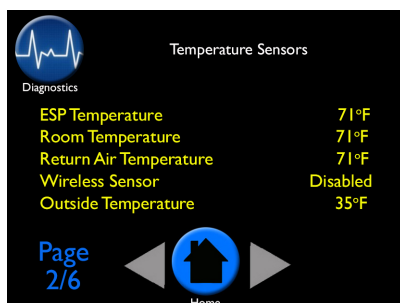 Temperature Sensors
Diagnostics
ESP Temperature 71°F
Room Temperature 71°F
Return Air Temperature 71°F
Wireless Sensor Disabled
Outside Temperature 35°F
Page
2/6
Home